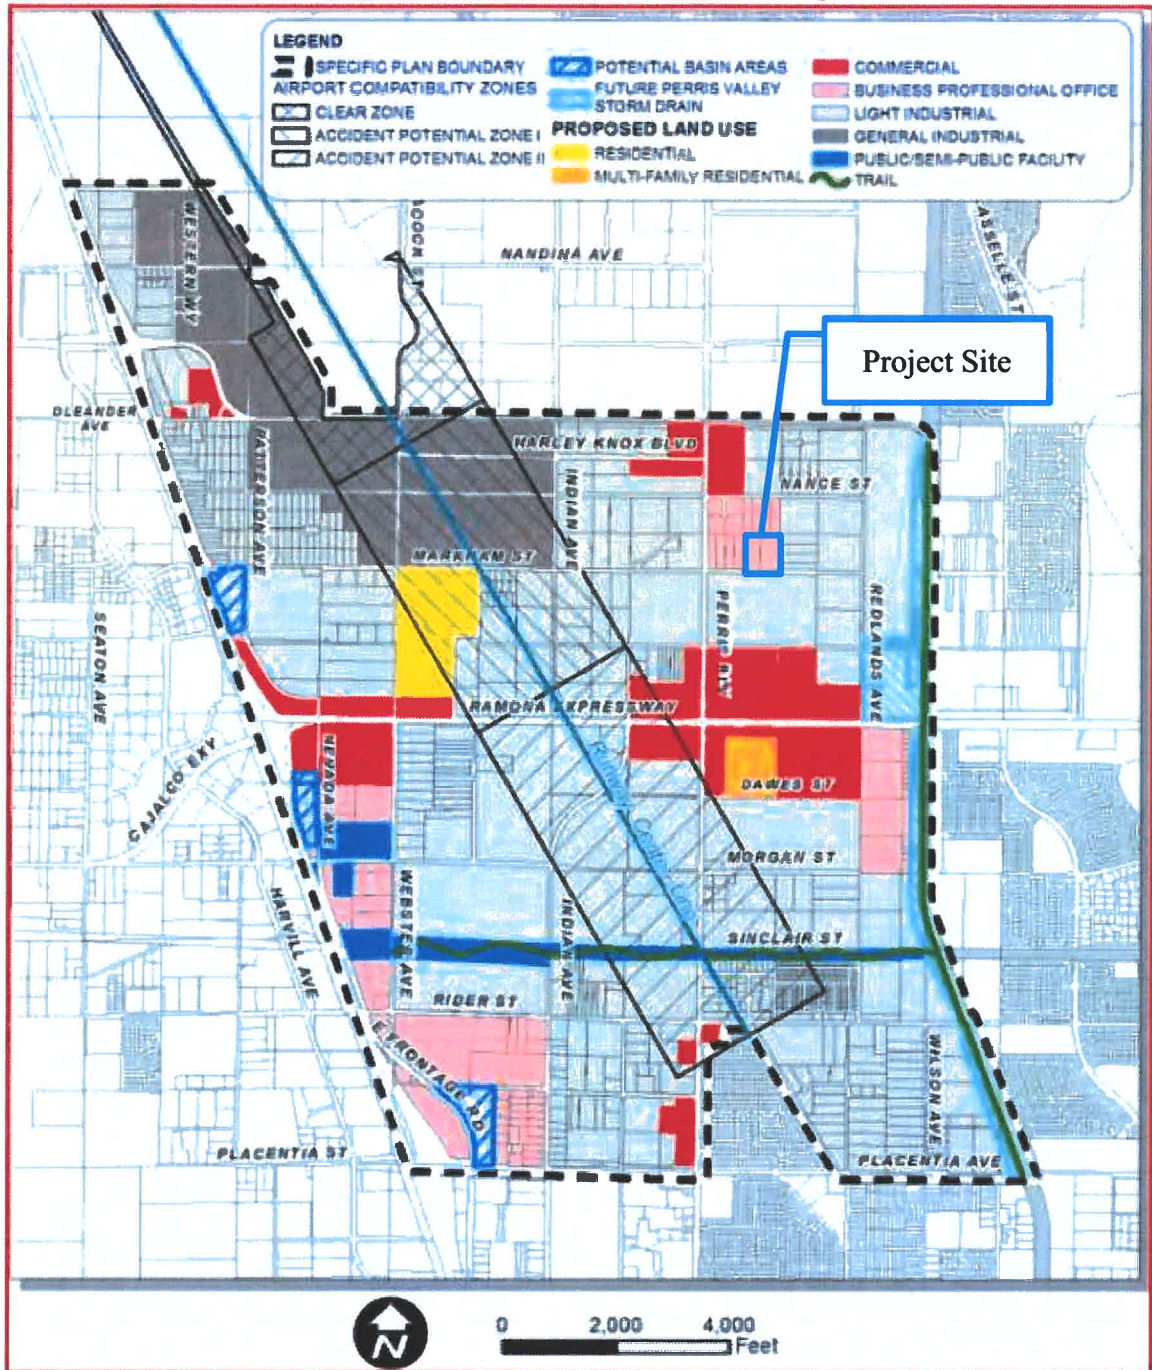 LEGEND
SPECIFIC PLAN BOUNDARY
AIRPORT COMPATIBILITY ZONES
CLEAR ZONE
ACCIDENT POTENTIAL ZONE I
ACCIDENT POTENTIAL ZONE II
POTENTIAL BASIN AREAS
FUTURE PERRIS VALLEY
STORM DRAIN
PROPOSED LAND USE
RESIDENTIAL
MULTI-FAMILY RESIDENTIAL
COMMERCIAL
BUSINESS PROFESSIONAL OFFICE
LIGHT INDUSTRIAL
GENERAL INDUSTRIAL
PUBLIC/SEMI-PUBLIC FACILITY
TRAIL
WESTERN WY
NANDINA AVE
Project Site
OLEANDER
AVE
PATTERSON AVE
HARLEY KNOX BLVD
INDIAN AVE
NANCE ST
MARKHAM ST
SEATON AVE
PERRIS BLV
REDLANDS AVE
RAMONA EXPRESSWAY
CAJALCO EXY
NEVADA AVE
DAWES ST
MORGAN ST
HARVILL AVE
WEBSTER AVE
INDIAN AVE
SINCLAIR ST
RIDER ST
E FRONTAGE RD
WILSON AVE
PLACENTIA ST
PLACENTIA AVE
N
0 2,000 4,000
Feet